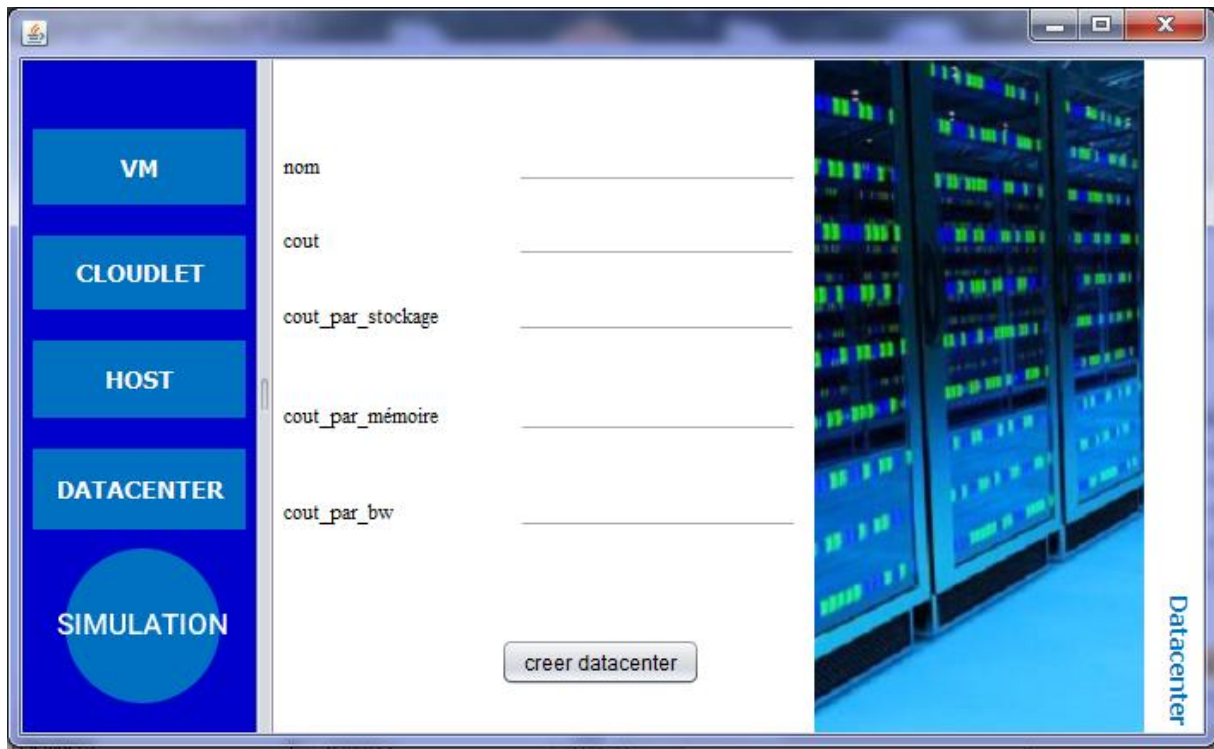 VM
CLOUDLET
HOST
DATACENTER
SIMULATION
nom
cout
cout_par_stockage
cout_par_mémoire
cout_par_bw
creer datacenter
Datacenter